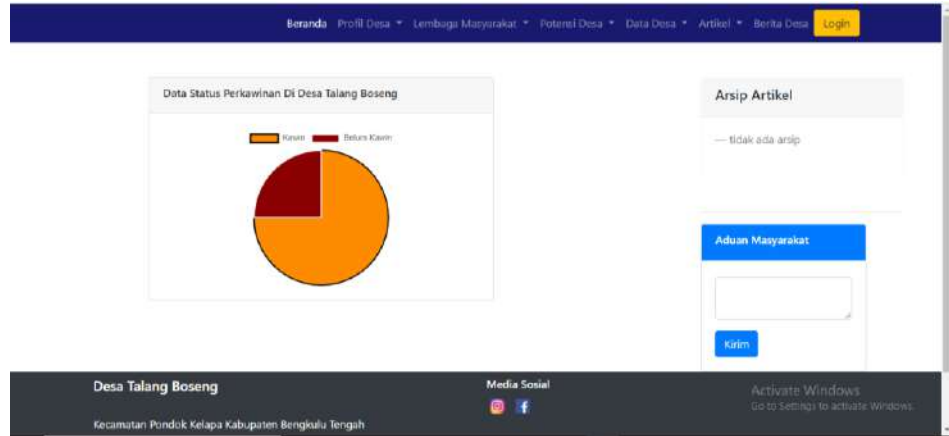 Beranda Profil Desa Lembaga Masyarakat Potensi Desa Data Desa Artikel Berita Desa Login
Data Status Perkawinan Di Desa Talang Boseng
Kawin Belum Kawin
Arsip Artikel
— tidak ada arsip
Aduan Masyarakat
Kirim
Desa Talang Boseng
Kecamatan Pondok Kelapa Kabupaten Bengkulu Tengah
Media Sosial
Activate Windows
Go to Settings to activate Windows.